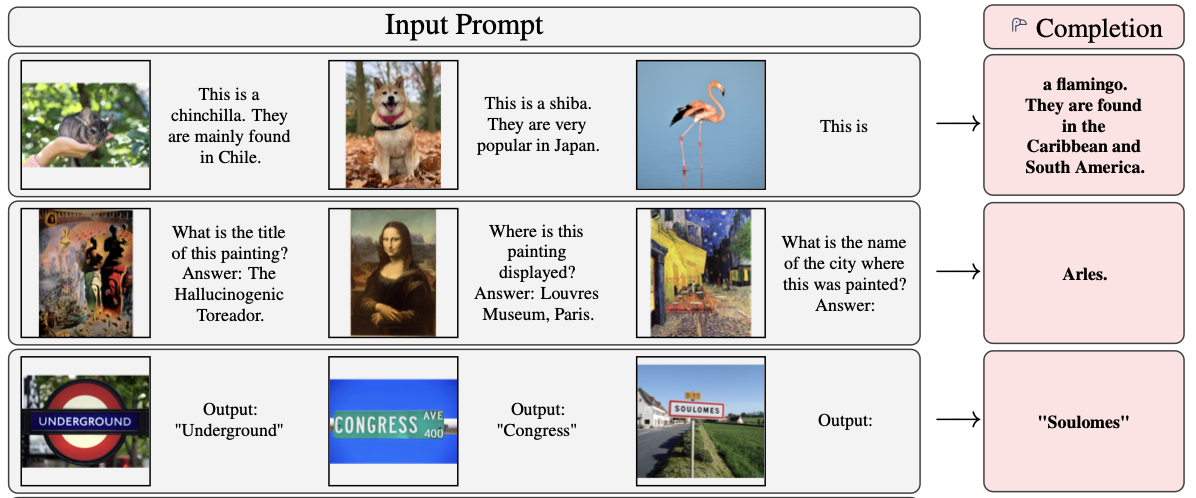 Input Prompt
Completion
This is a
chinchilla. They
are mainly found
in Chile.
This is a shiba.
They are very
popular in Japan.
This is
a flamingo.
They are found
in the
Caribbean and
South America.
What is the title
of this painting?
Answer: The
Hallucinogenic
Toreador.
Where is this
painting
displayed?
Answer: Louvres
Museum, Paris.
What is the name
of the city where
this was painted?
Answer:
Arles.
UNDERGROUND
Output:
"Underground"
CONGRESS AVE
400
Output:
"Congress"
SOULOMES
Output:
"Soulomes"